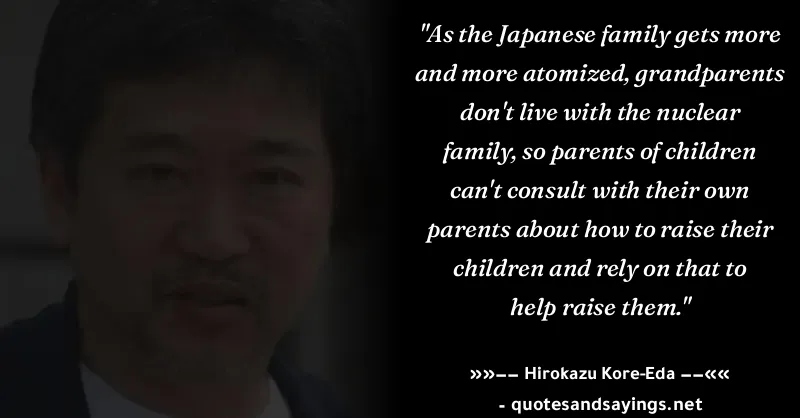 "As the Japanese family gets more
and more atomized, grandparents
don't live with the nuclear
family, so parents of children
can't consult with their own
parents about how to raise their
children and rely on that to
help raise them."
»»−− Hirokazu Kore-Eda −−««
- quotesandsayings.net